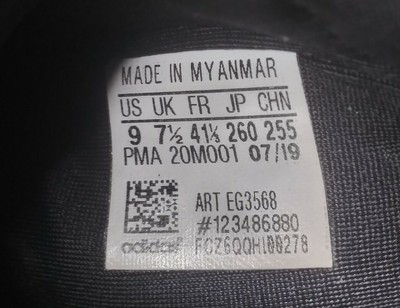 MADE IN MYANMAR
US UK FR JP CHN
9 7½ 41⅓ 260 255
PMA 20M001 07/19
ART EG3568
#123486880
adidas